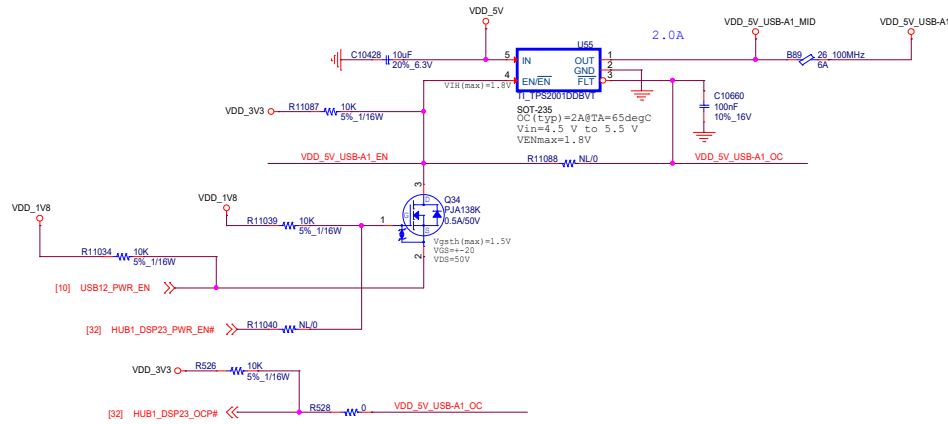 VDD_5V
VDD_5V_USB-A1_MID
VDD_5V_USB-A1
2.0A
U55
C10428
10uF
20%_6.3V
5
IN
OUT
1
GND
2
4
EN/EN
FLT
3
VIH(max)=1.8V
TI_TPS2001DDBVT
B89
26_100MHz
6A
SOT-235
OC(typ)=2A@TA=65degC
Vin=4.5 V to 5.5 V
VENmax=1.8V
C10660
100nF
10%_16V
VDD_3V3
R11087
10K
5%_1/16W
VDD_5V_USB-A1_EN
R11088
NL/0
VDD_5V_USB-A1_OC
3
D
Q34
PJA138K
0.5A/50V
G
S
1
2
Vgsth(max)=1.5V
VGS=+-20
VDS=50V
VDD_1V8
VDD_1V8
R11039
10K
5%_1/16W
R11034
10K
5%_1/16W
[10] USB12_PWR_EN
[32] HUB1_DSP23_PWR_EN#
R11040
NL/0
VDD_3V3
R526
10K
5%_1/16W
[32] HUB1_DSP23_OCP#
R528
0
VDD_5V_USB-A1_OC